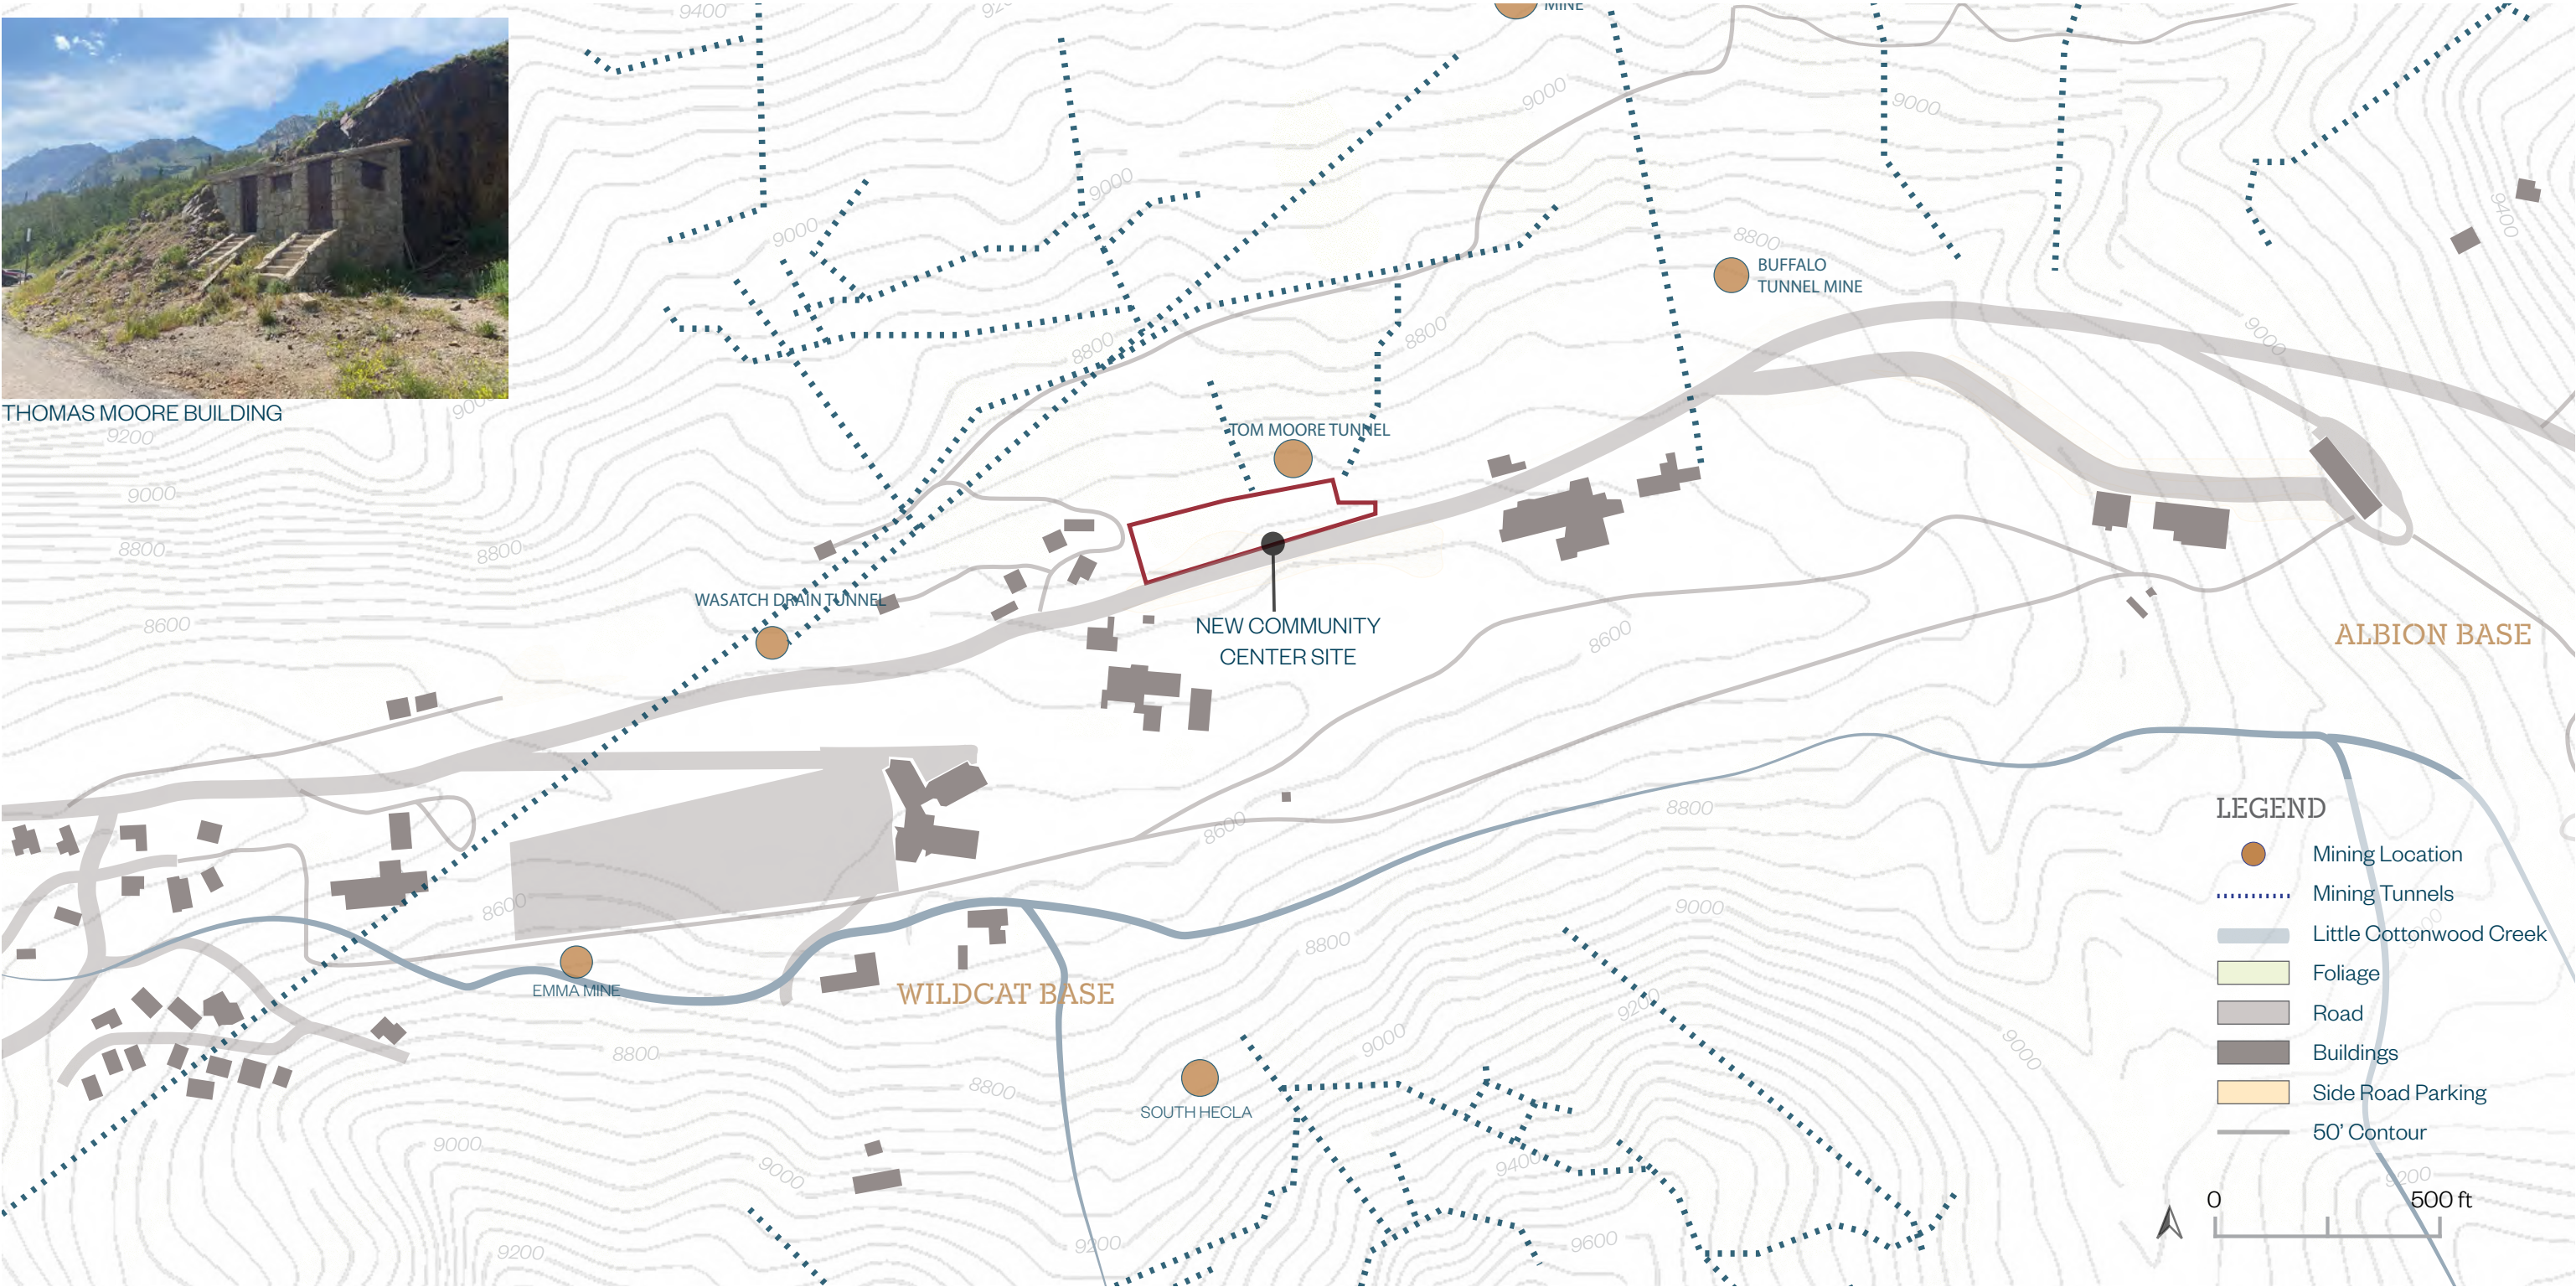 9400
MINE
9000
9000
9000
9000
8800
9400
BUFFALO
TUNNEL MINE
9000
8800
8800
THOMAS MOORE BUILDING
9200
TOM MOORE TUNNEL
9000
8800
8800
WASATCH DRAIN TUNNEL
8600
NEW COMMUNITY
CENTER SITE
8600
ALBION BASE
8800
8600
LEGEND
Mining Location
Mining Tunnels
Little Cottonwood Creek
Foliage
Road
Buildings
Side Road Parking
50' Contour
8600
9000
8800
EMMA MINE
WILDCAT BASE
9200
9000
9000
8800
8800
SOUTH HECLA
9000
9000
9400
9200
0
500 ft
9200
9200
9600